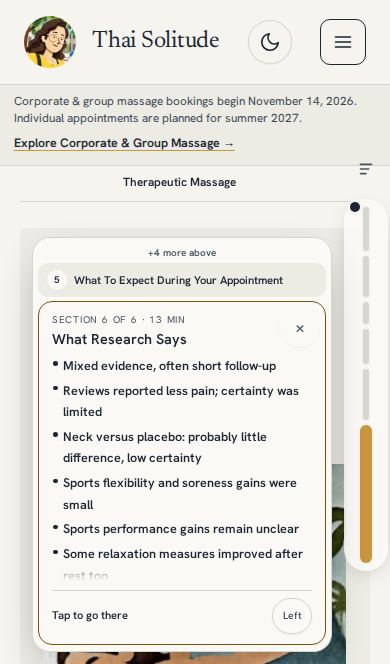 Thai Solitude
Corporate & group massage bookings begin November 14, 2026.
Individual appointments are planned for summer 2027.
Explore Corporate & Group Massage →
Therapeutic Massage
+4 more above
5 What To Expect During Your Appointment
SECTION 6 OF 6 · 13 MIN
What Research Says
• Mixed evidence, often short follow-up
• Reviews reported less pain; certainty was
limited
• Neck versus placebo: probably little
difference, low certainty
• Sports flexibility and soreness gains were
small
• Sports performance gains remain unclear
• Some relaxation measures improved after
rest too
Tap to go there
Left